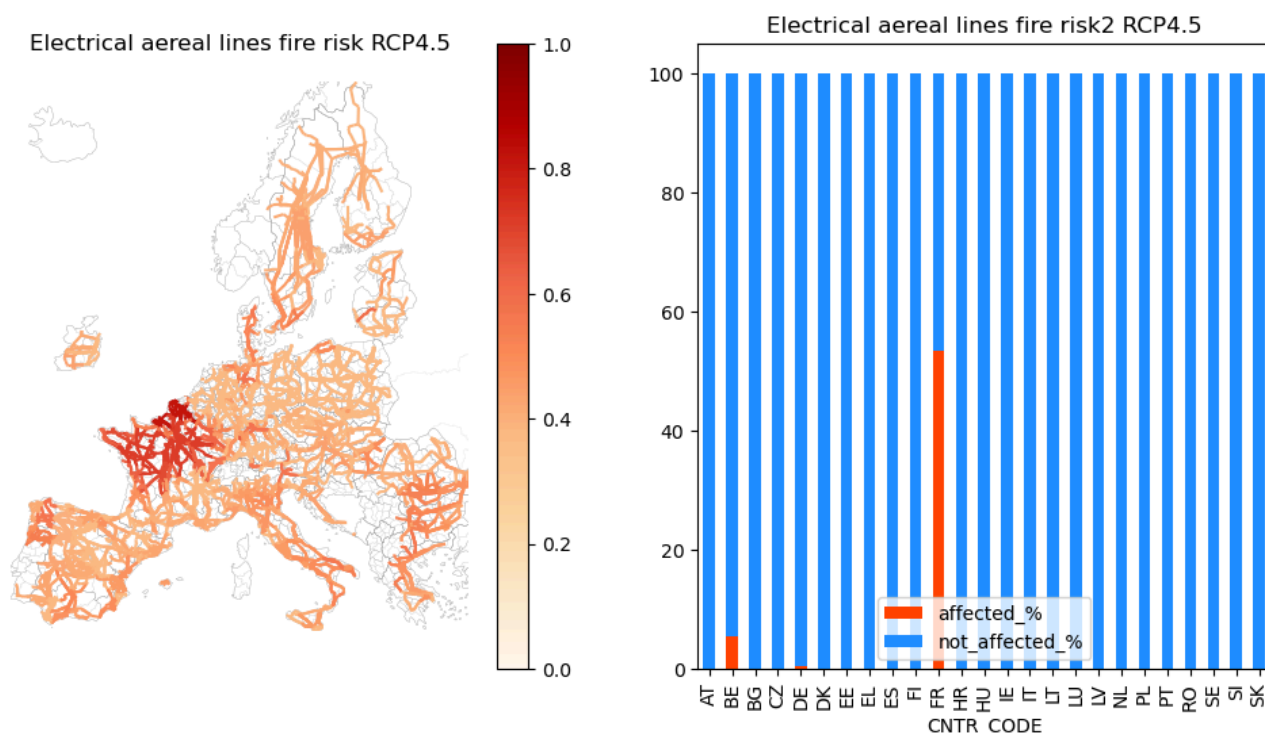 Electrical aereal lines fire risk RCP4.5
1.0
0.8
0.6
0.4
0.2
0.0
Electrical aereal lines fire risk2 RCP4.5
100
80
60
40
20
0
affected_%
not_affected_%
AT
BE
BG
CZ
DE
DK
EE
EL
ES
FI
FR
HR
HU
IE
IT
LT
LU
LV
NL
PL
PT
RO
SE
SI
SK
CNTR_CODE